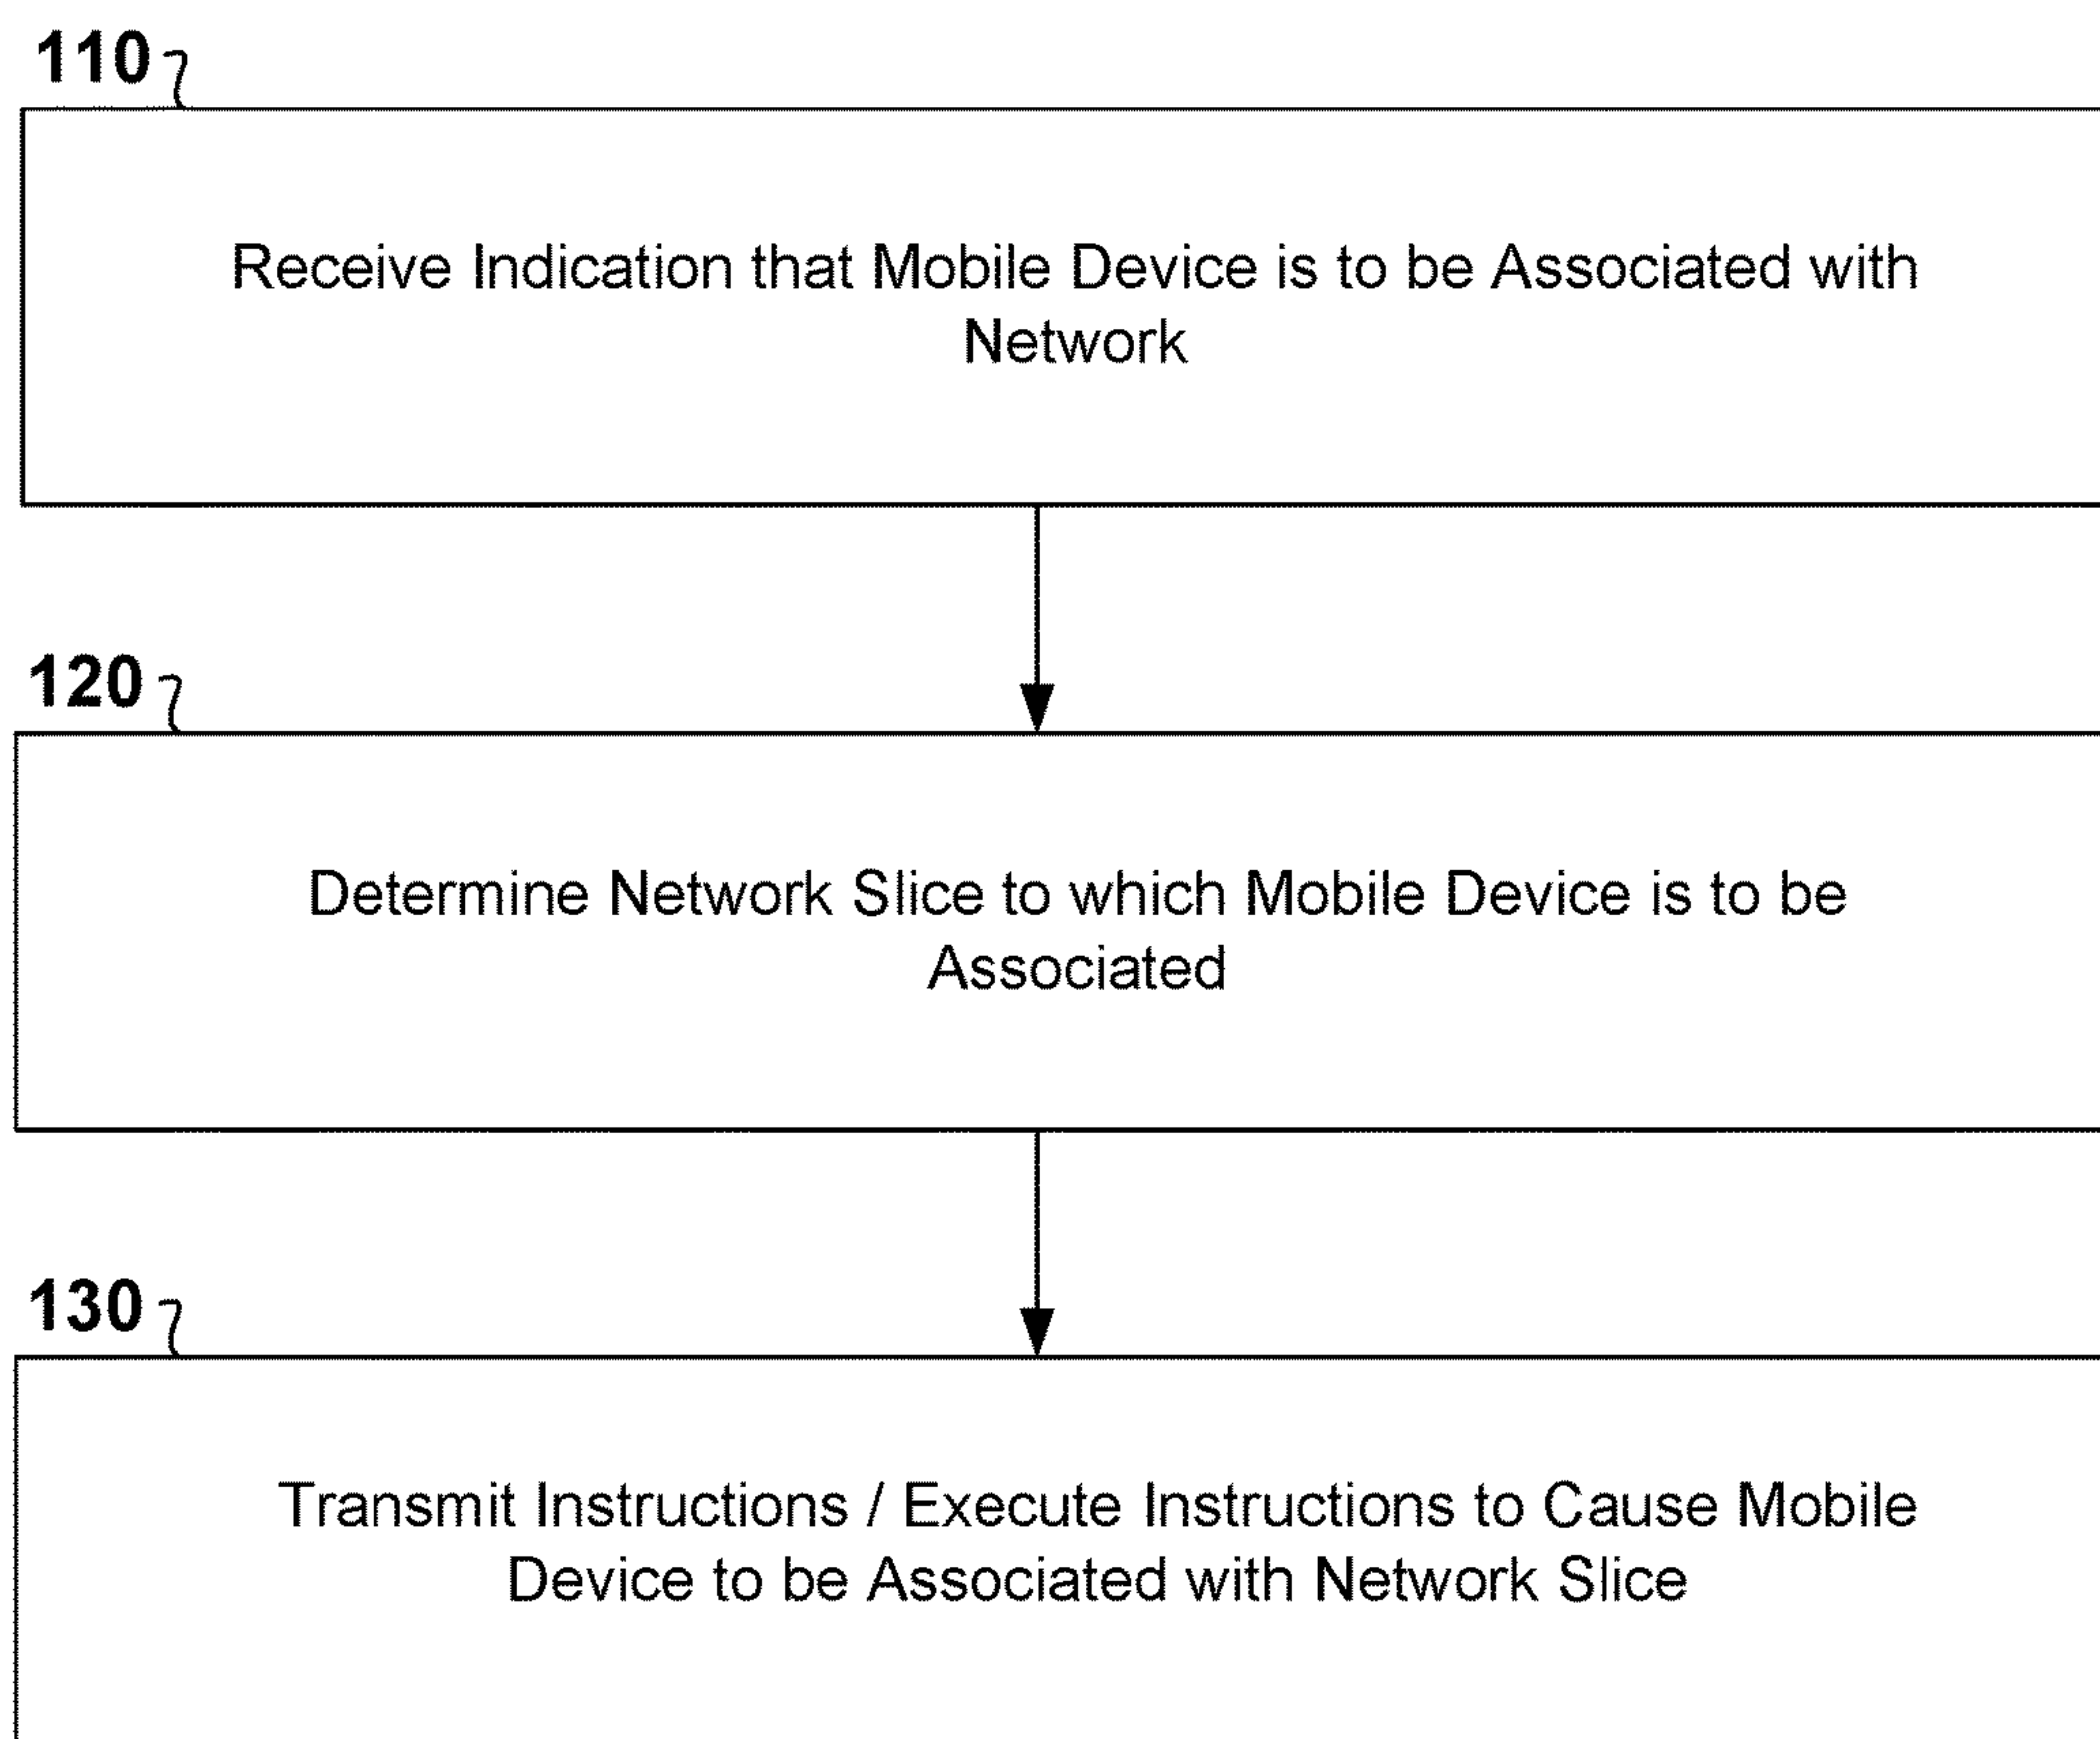 110
Receive Indication that Mobile Device is to be Associated with
Network
120
Determine Network Slice to which Mobile Device is to be
Associated
130
Transmit Instructions / Execute Instructions to Cause Mobile
Device to be Associated with Network Slice